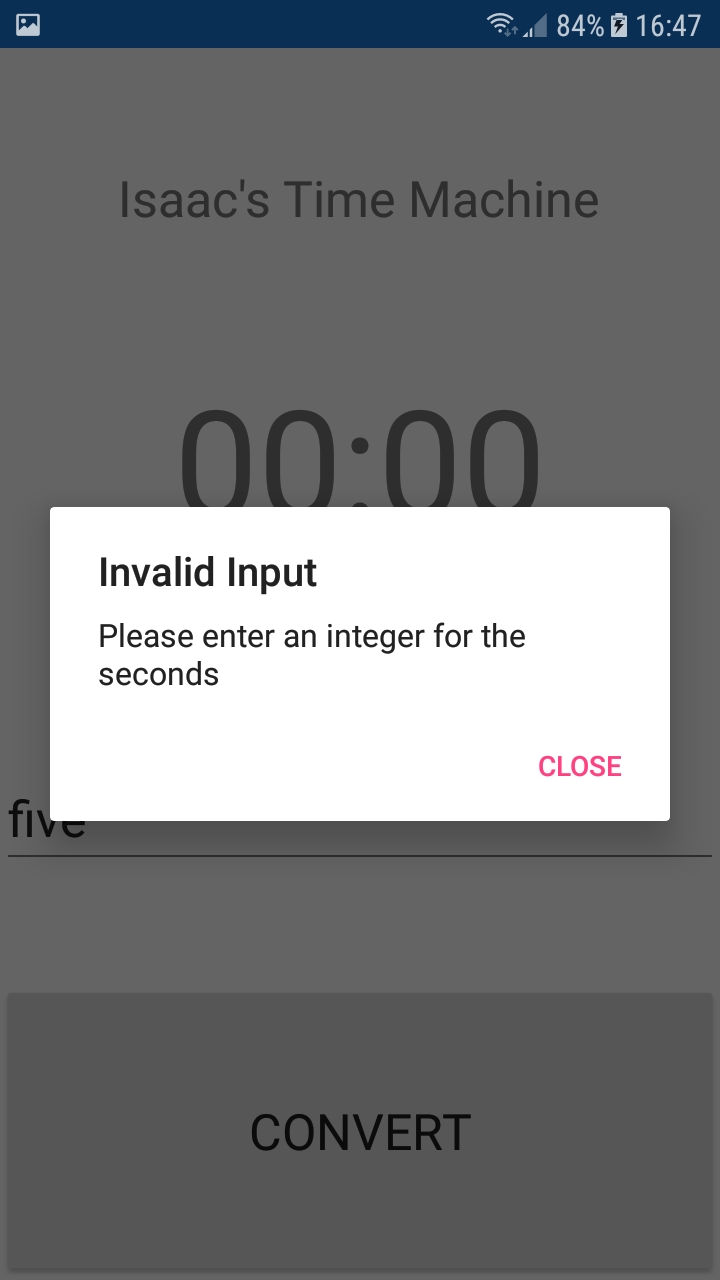 84% 16:47
Isaac's Time Machine
00:00
Invalid Input
Please enter an integer for the
seconds
CLOSE
five
CONVERT